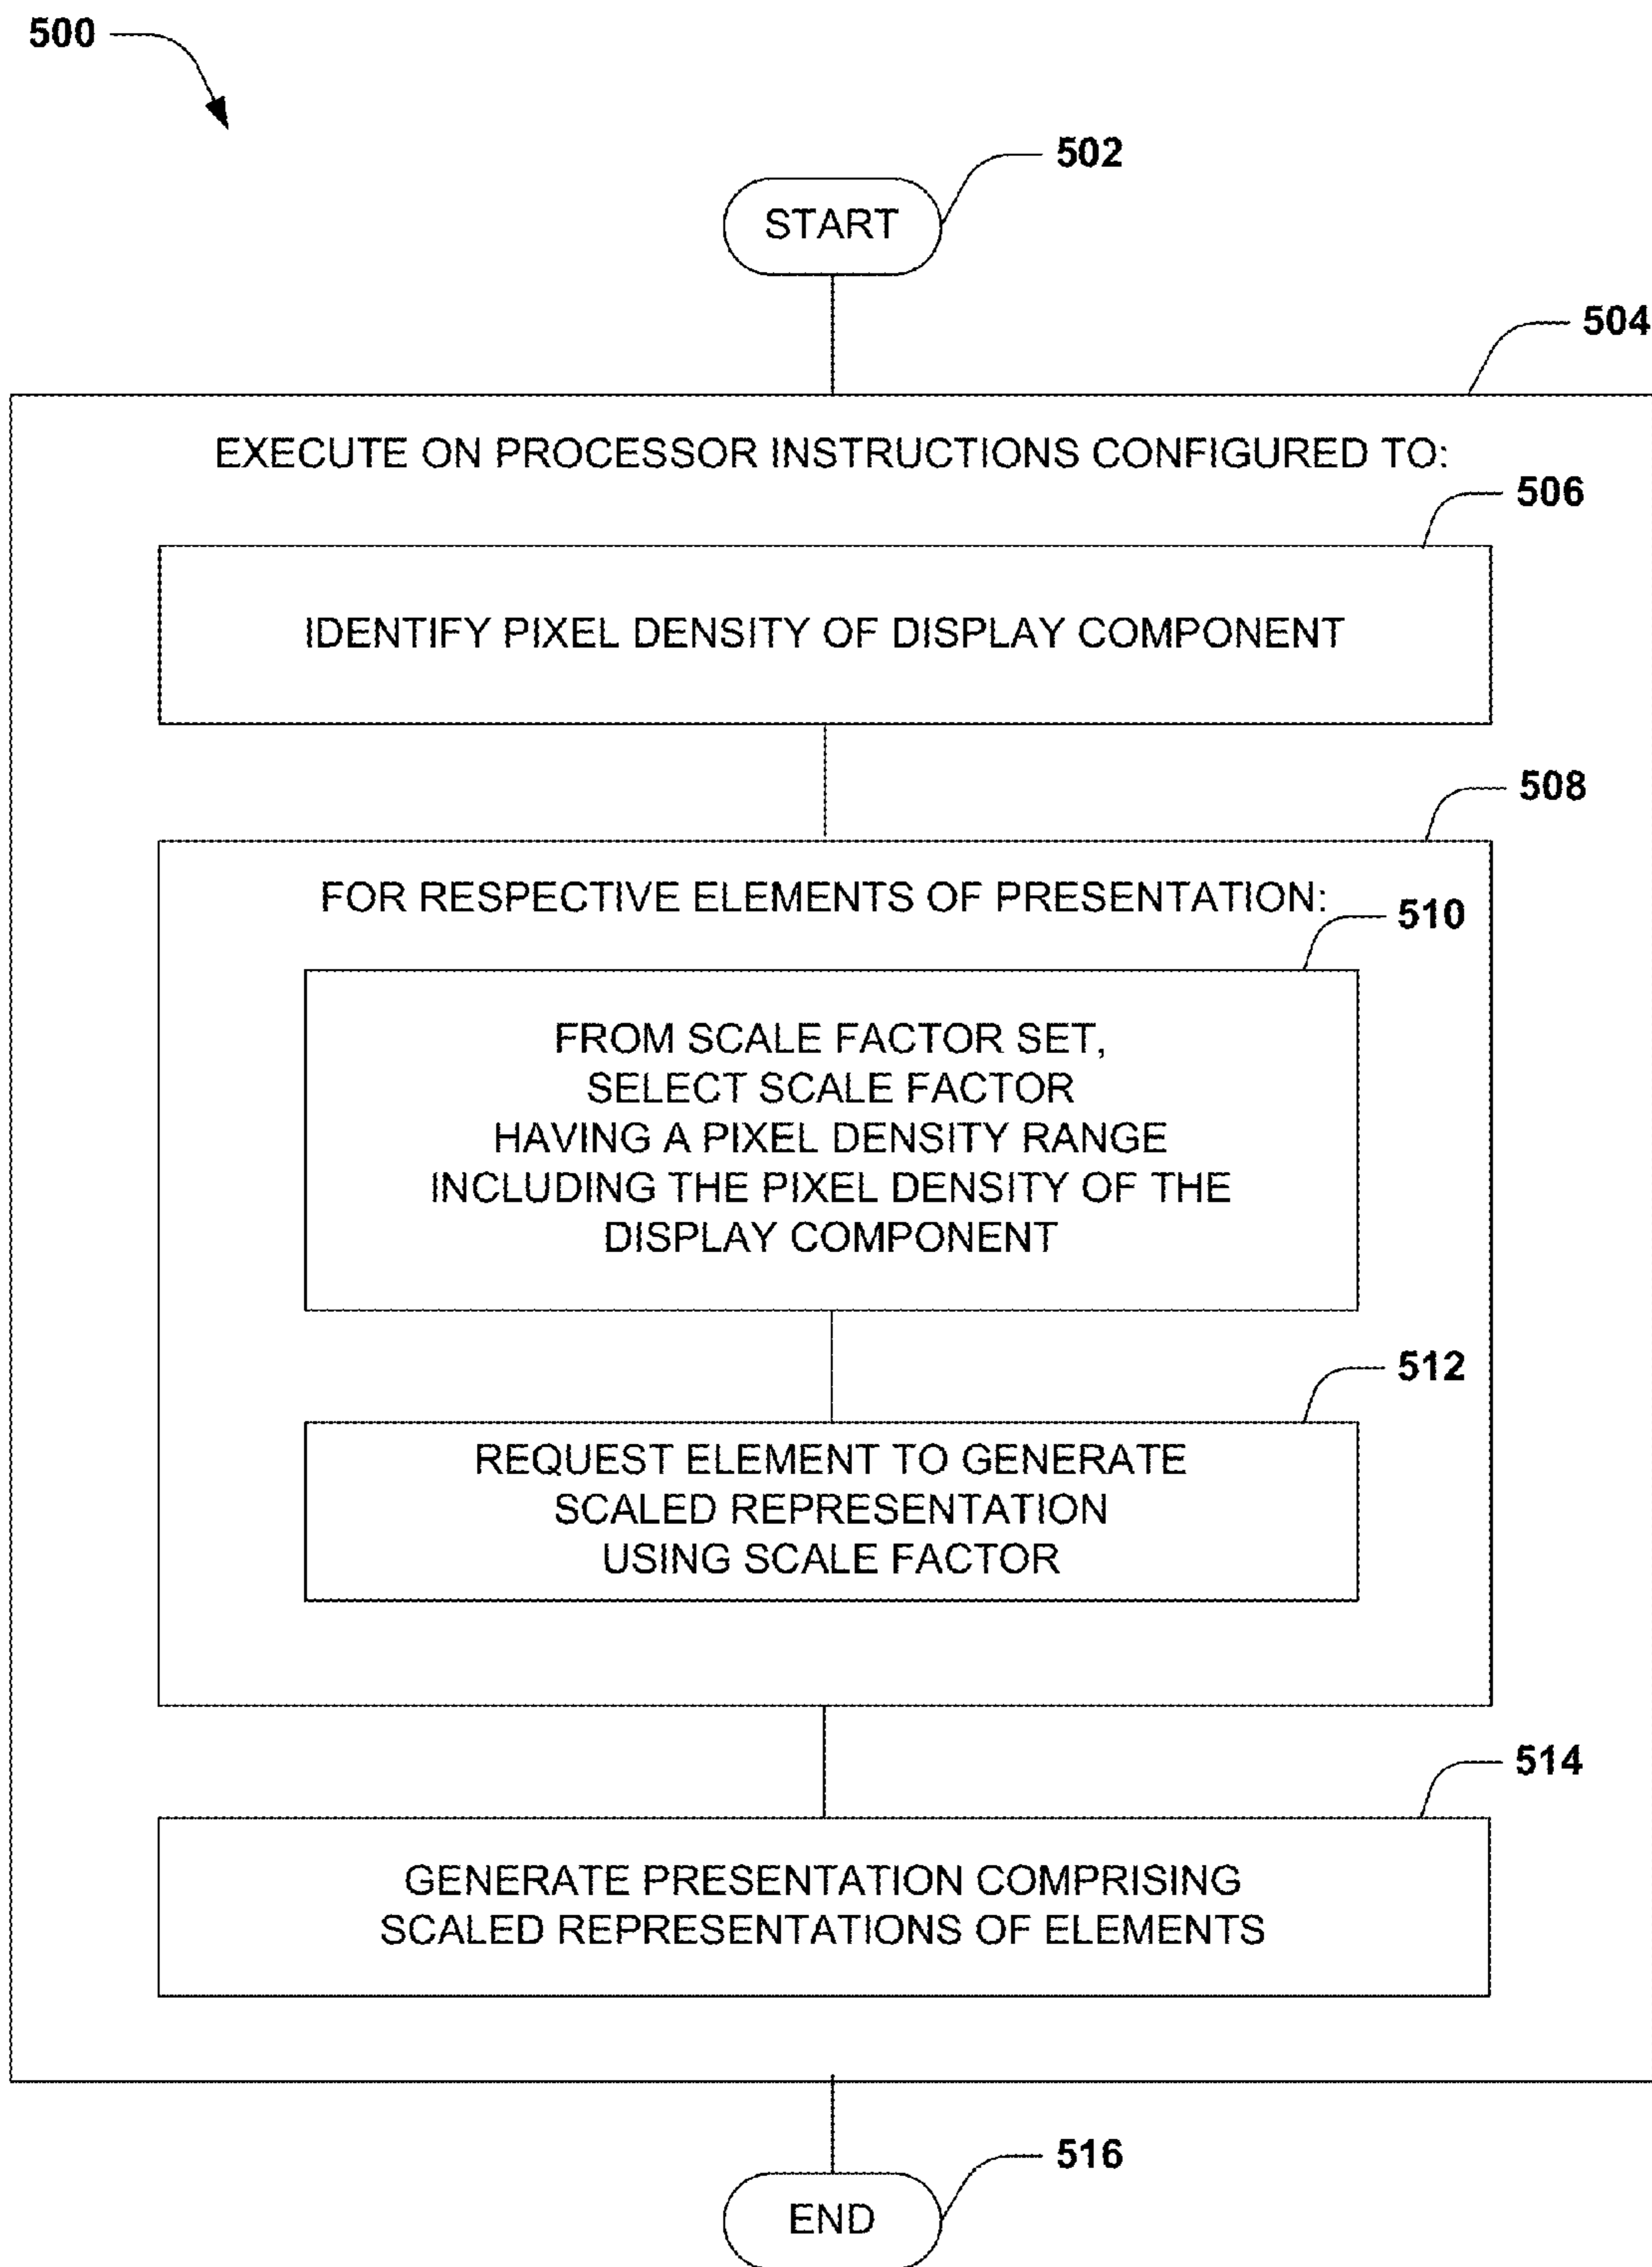 500
502
START
504
EXECUTE ON PROCESSOR INSTRUCTIONS CONFIGURED TO:
506
IDENTIFY PIXEL DENSITY OF DISPLAY COMPONENT
508
FOR RESPECTIVE ELEMENTS OF PRESENTATION:
510
FROM SCALE FACTOR SET,
SELECT SCALE FACTOR
HAVING A PIXEL DENSITY RANGE
INCLUDING THE PIXEL DENSITY OF THE
DISPLAY COMPONENT
512
REQUEST ELEMENT TO GENERATE
SCALED REPRESENTATION
USING SCALE FACTOR
514
GENERATE PRESENTATION COMPRISING
SCALED REPRESENTATIONS OF ELEMENTS
516
END